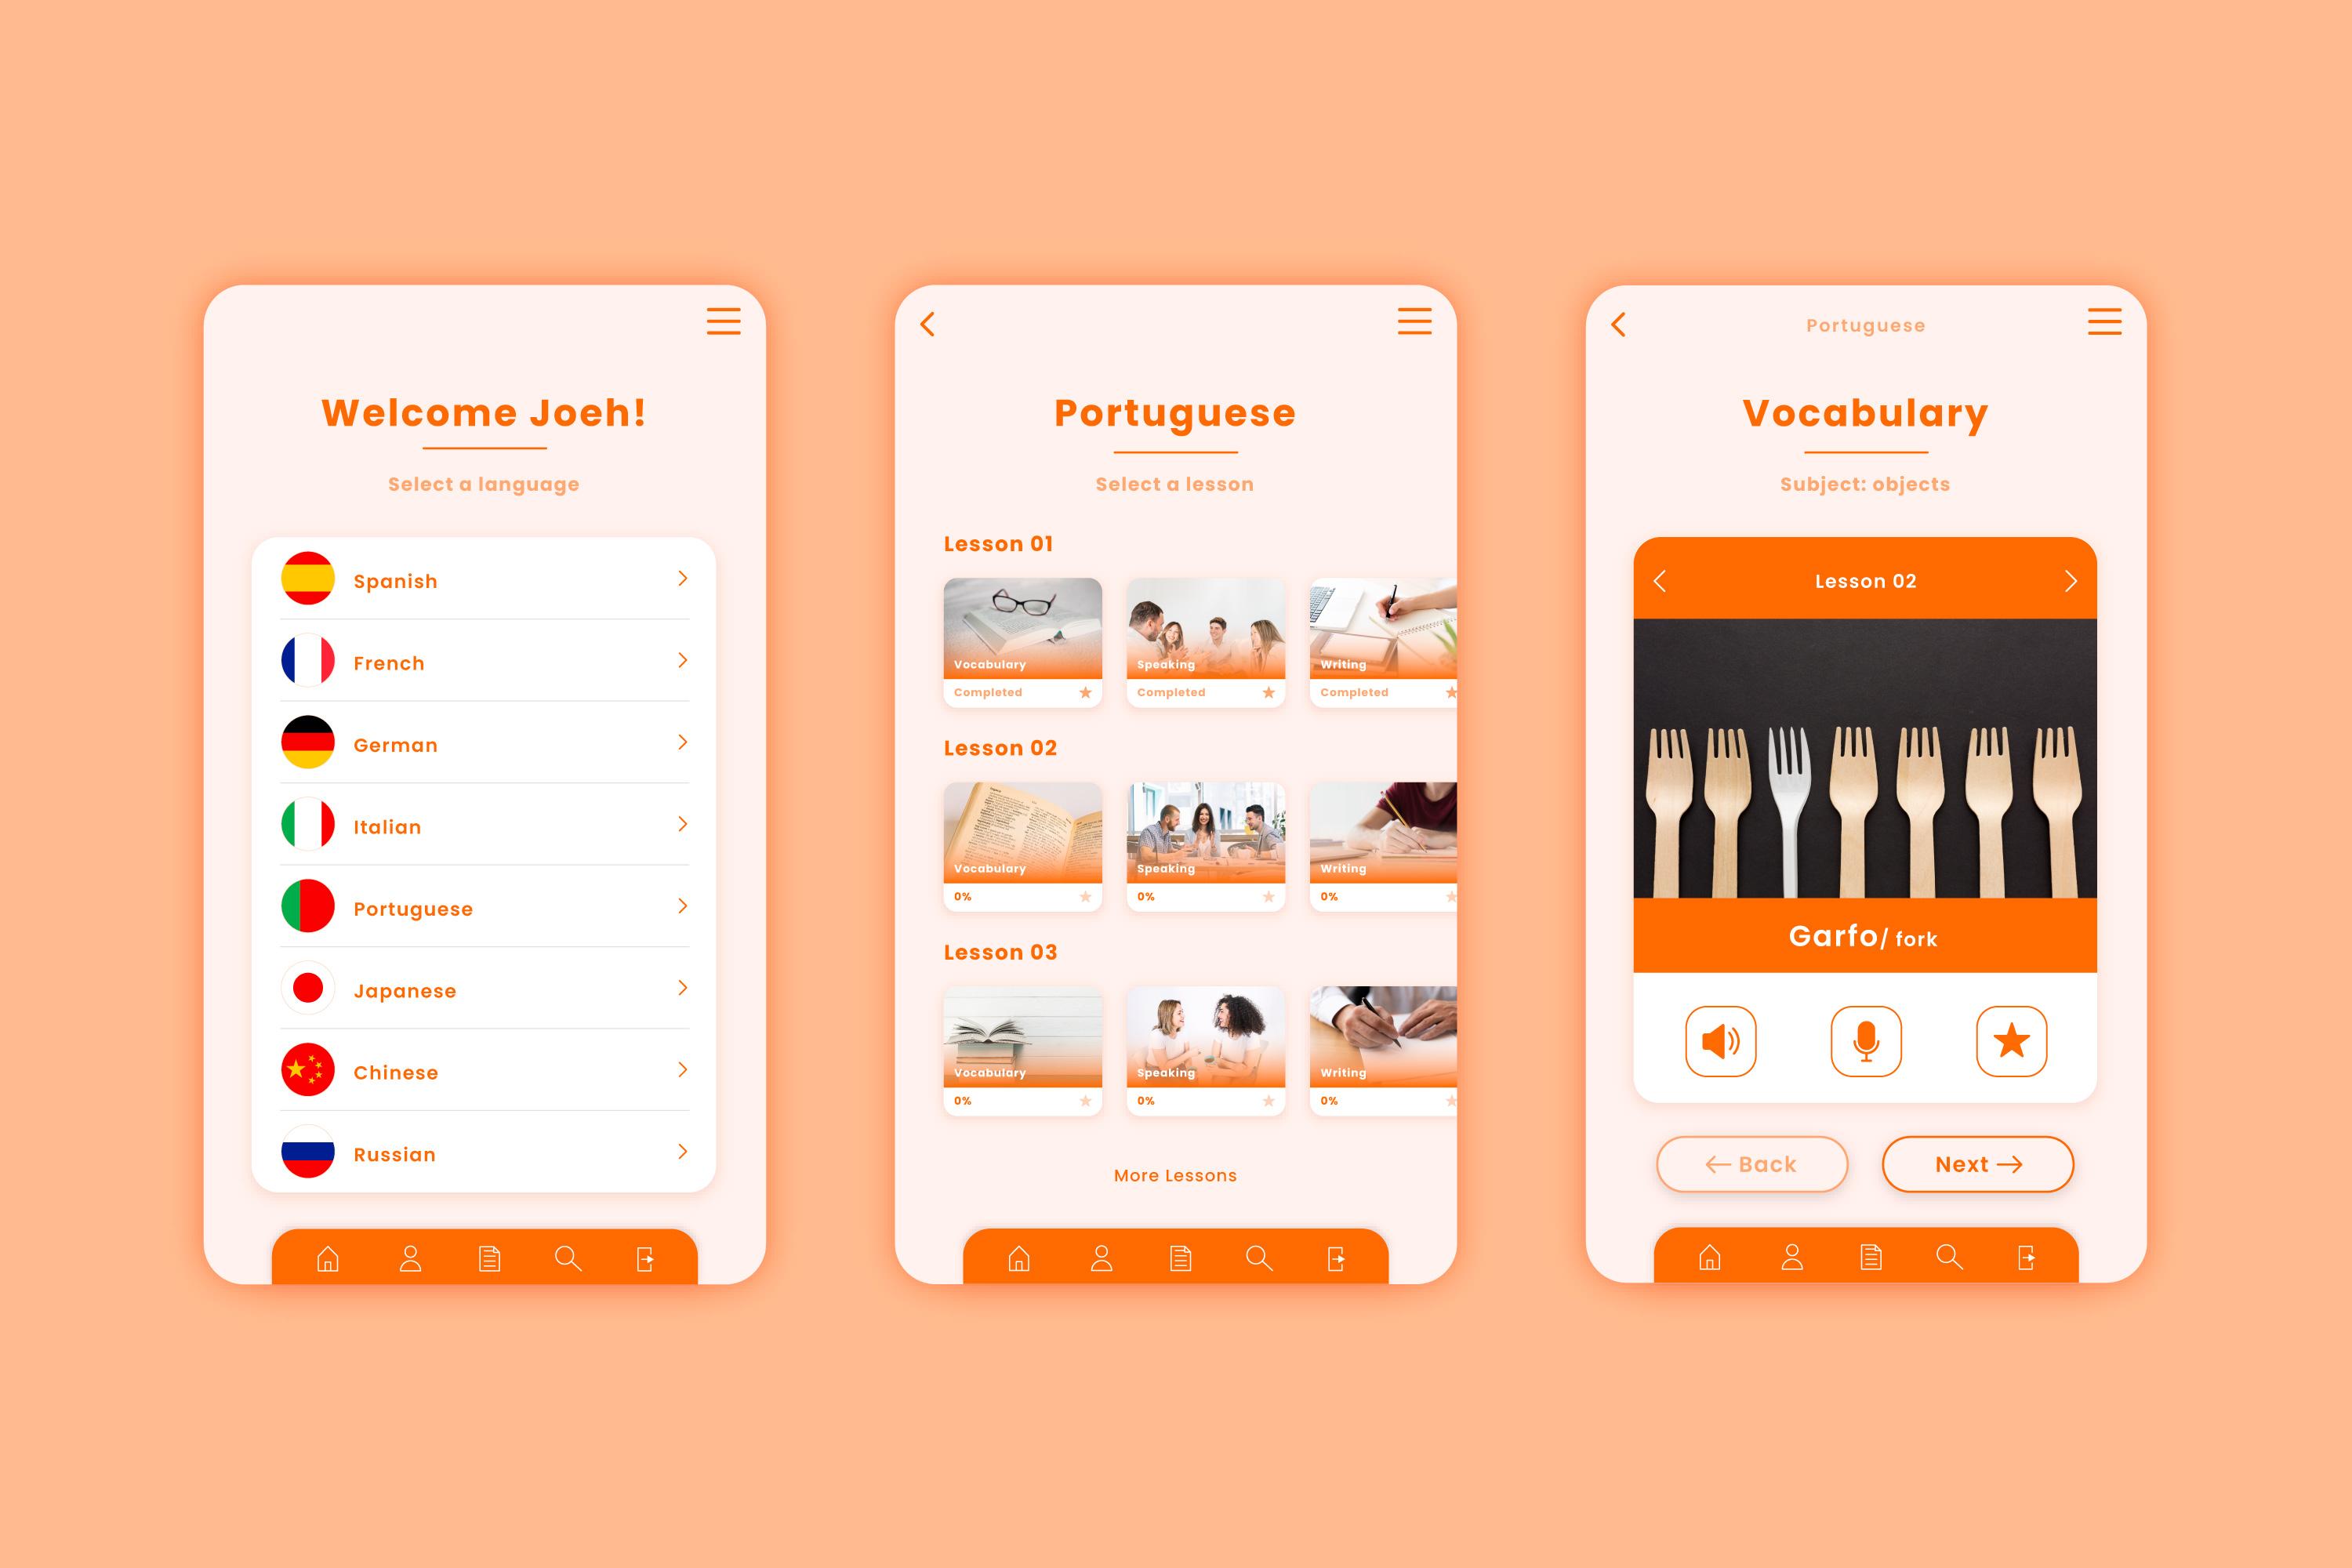 Welcome Joeh!
Select a language
Spanish
French
German
Italian
Portuguese
Japanese
Chinese
Russian
Portuguese
Select a lesson
Lesson 01
Vocabulary
Completed
Speaking
Completed
Writing
Completed
Lesson 02
Vocabulary
0%
Speaking
0%
Writing
0%
Lesson 03
Vocabulary
0%
Speaking
0%
Writing
0%
More Lessons
Portuguese
Vocabulary
Subject: objects
Lesson 02
Garfo/ fork
← Back
Next →